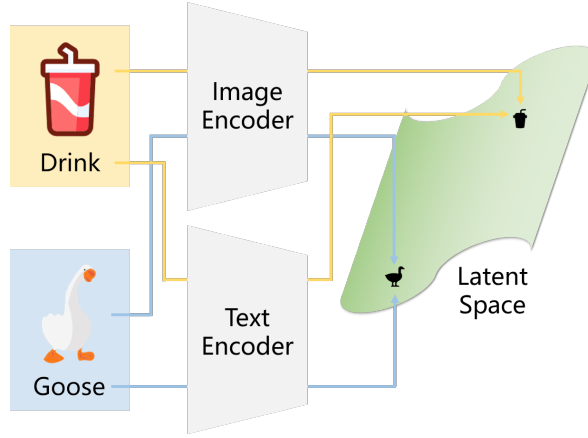 Image
Encoder
Drink
Text
Encoder
Goose
Latent
Space